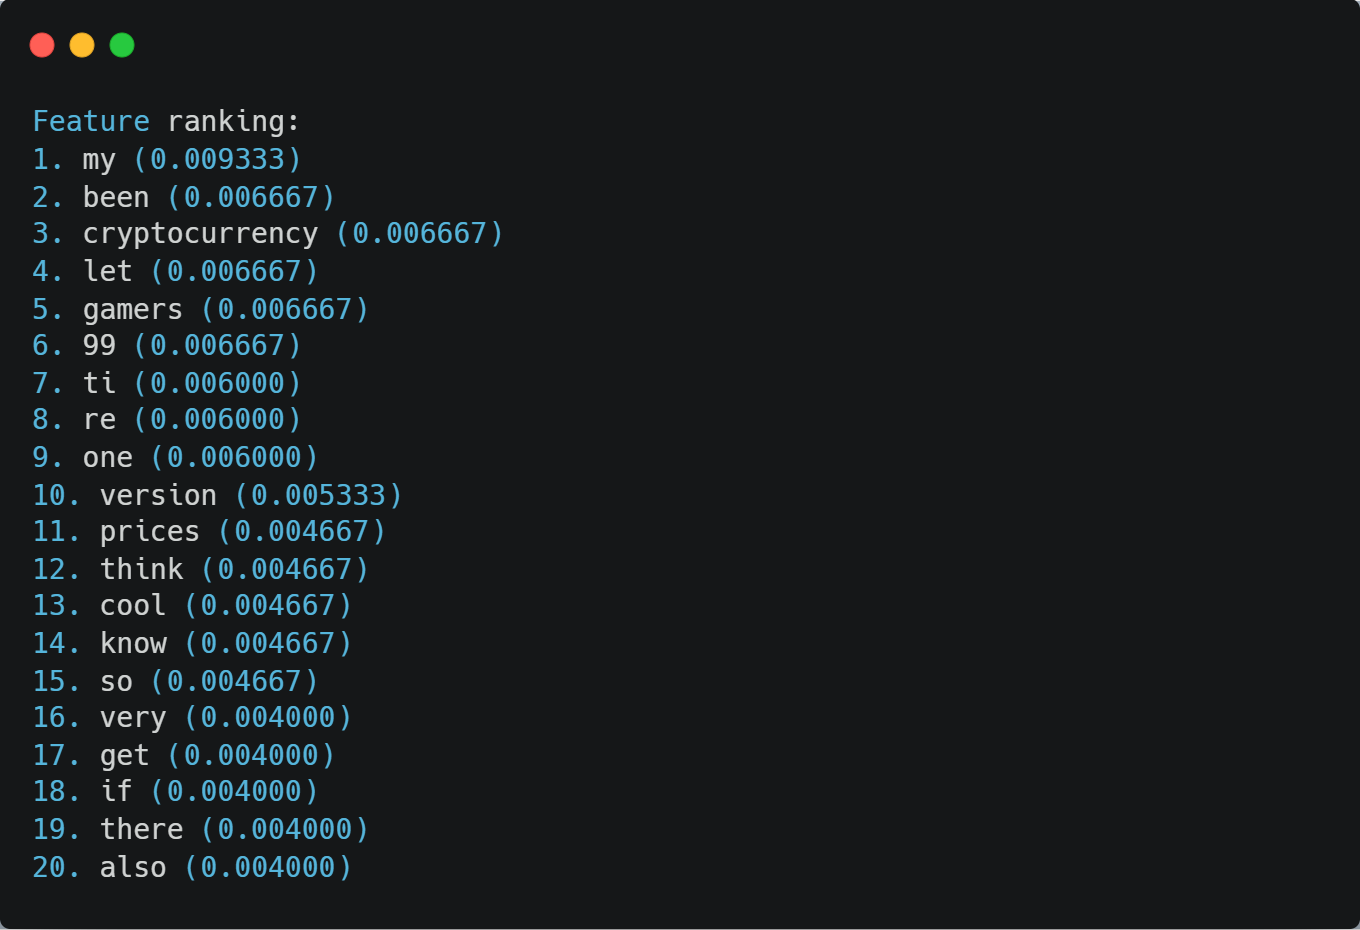 Feature ranking:
1. my (0.009333)
2. been (0.006667)
3. cryptocurrency (0.006667)
4. let (0.006667)
5. gamers (0.006667)
6. 99 (0.006667)
7. ti (0.006000)
8. re (0.006000)
9. one (0.006000)
10. version (0.005333)
11. prices (0.004667)
12. think (0.004667)
13. cool (0.004667)
14. know (0.004667)
15. so (0.004667)
16. very (0.004000)
17. get (0.004000)
18. if (0.004000)
19. there (0.004000)
20. also (0.004000)